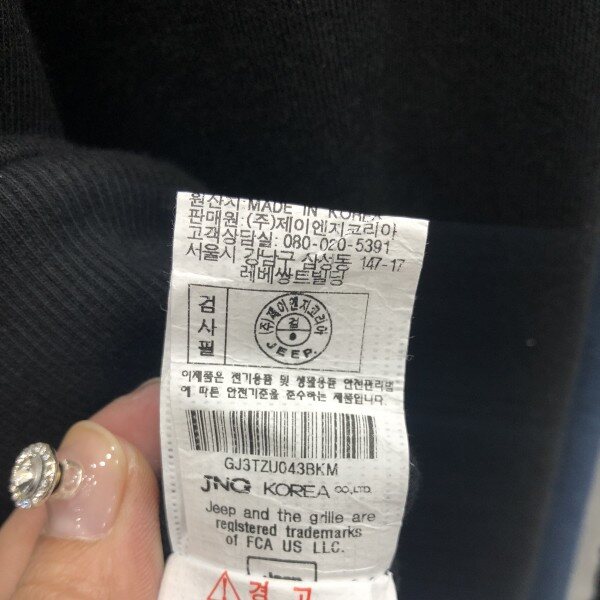 원산지:MADE IN KOREA
판매원:(주)제이엔지코리아
고객상담실: 080-020-5391
서울시 강남구 삼성동 147-17
레베쌍트빌딩
검사필
(주)제이엔지코리아
검
JEEP.
이제품은 전기용품 및 생활용품 안전관리법
에 따른 안전기준을 준수하는 제품입니다.
GJ3TZU043BKM
JNG KOREA CO.,LTD.
Jeep and the grille are
registered trademarks
of FCA US LLC.
Jeep
경 고